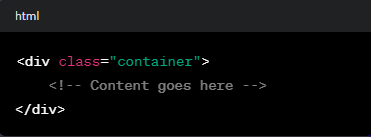 html
<div class="container">
    <!-- Content goes here -->
</div>